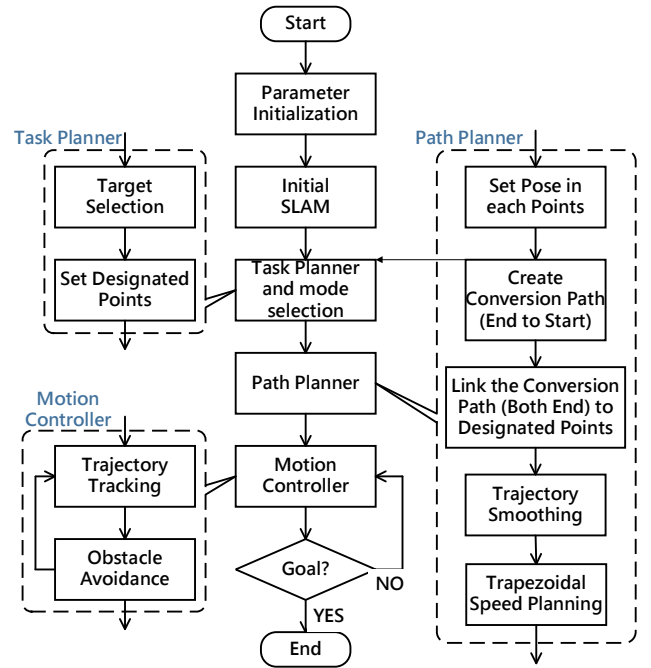 Start
Parameter
Initialization
Initial
SLAM
Task Planner
and mode
selection
Path Planner
Motion
Controller
Goal?
NO
YES
End
Task Planner
Target
Selection
Set Designated
Points
Motion
Controller
Trajectory
Tracking
Obstacle
Avoidance
Path Planner
Set Pose in
each Points
Create
Conversion Path
(End to Start)
Link the Conversion
Path (Both End) to
Designated Points
Trajectory
Smoothing
Trapezoidal
Speed Planning